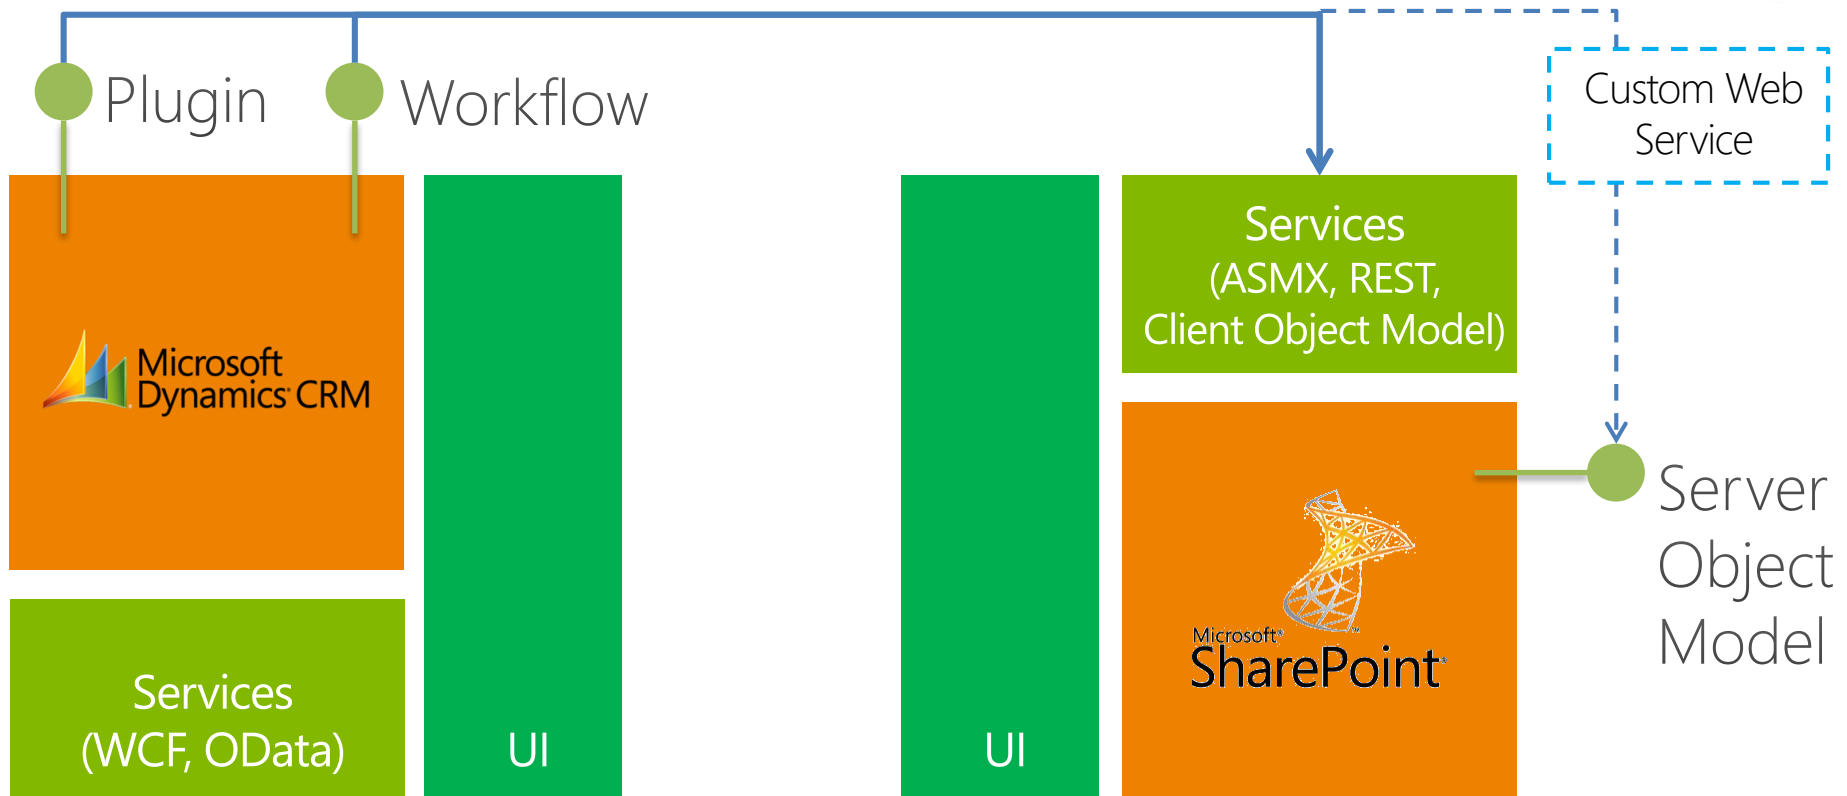 Plugin
Workflow
Custom Web
Service
Services
(ASMX, REST,
Client Object Model)
Microsoft
Dynamics CRM
Server
Object
Model
Microsoft®
SharePoint®
Services
(WCF, OData)
UI
UI